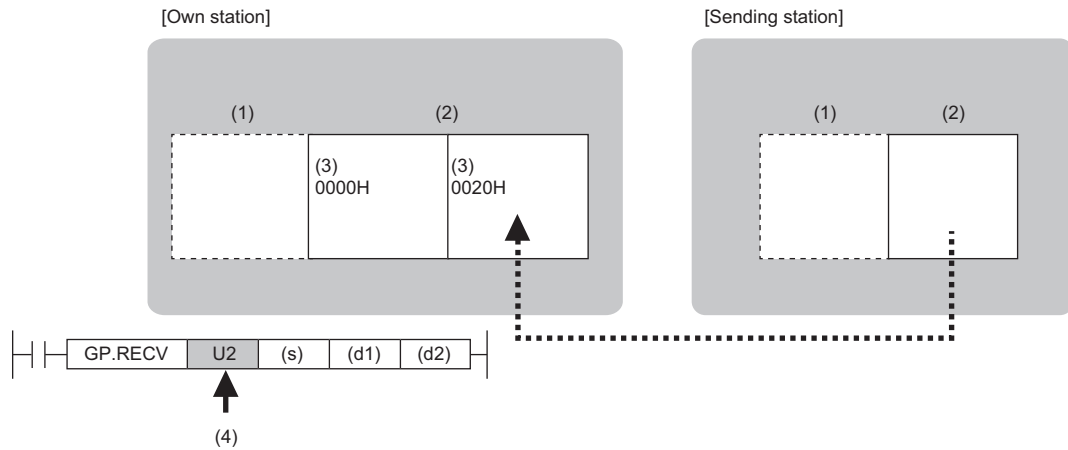 [Own station] [Sending station]
(1) (2) (1) (2)
(3) (3)
0000H 0020H
GP.RECV U2 (s) (d1) (d2)
(4)